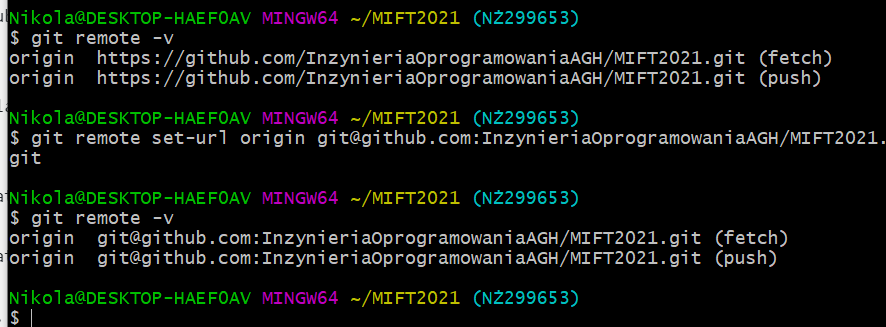 Nikola@DESKTOP-HAEF0AV MINGW64 ~/MIFT2021 (NŻ299653)
$ git remote -v
origin  https://github.com/InzynieriaOprogramowaniaAGH/MIFT2021.git (fetch)
origin  https://github.com/InzynieriaOprogramowaniaAGH/MIFT2021.git (push)
Nikola@DESKTOP-HAEF0AV MINGW64 ~/MIFT2021 (NŻ299653)
$ git remote set-url origin git@github.com:InzynieriaOprogramowaniaAGH/MIFT2021.
git
Nikola@DESKTOP-HAEF0AV MINGW64 ~/MIFT2021 (NŻ299653)
$ git remote -v
origin  git@github.com:InzynieriaOprogramowaniaAGH/MIFT2021.git (fetch)
origin  git@github.com:InzynieriaOprogramowaniaAGH/MIFT2021.git (push)
Nikola@DESKTOP-HAEF0AV MINGW64 ~/MIFT2021 (NŻ299653)
$